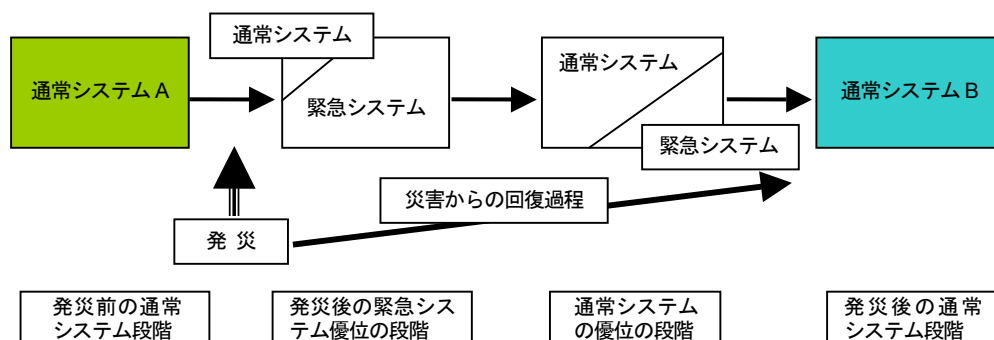 通常システムA
通常システム
緊急システム
通常システム
緊急システム
通常システムB
災害からの回復過程
発 災
発災前の通常
システム段階
発災後の緊急シス
テム優位の段階
通常システム
の優位の段階
発災後の通常
システム段階